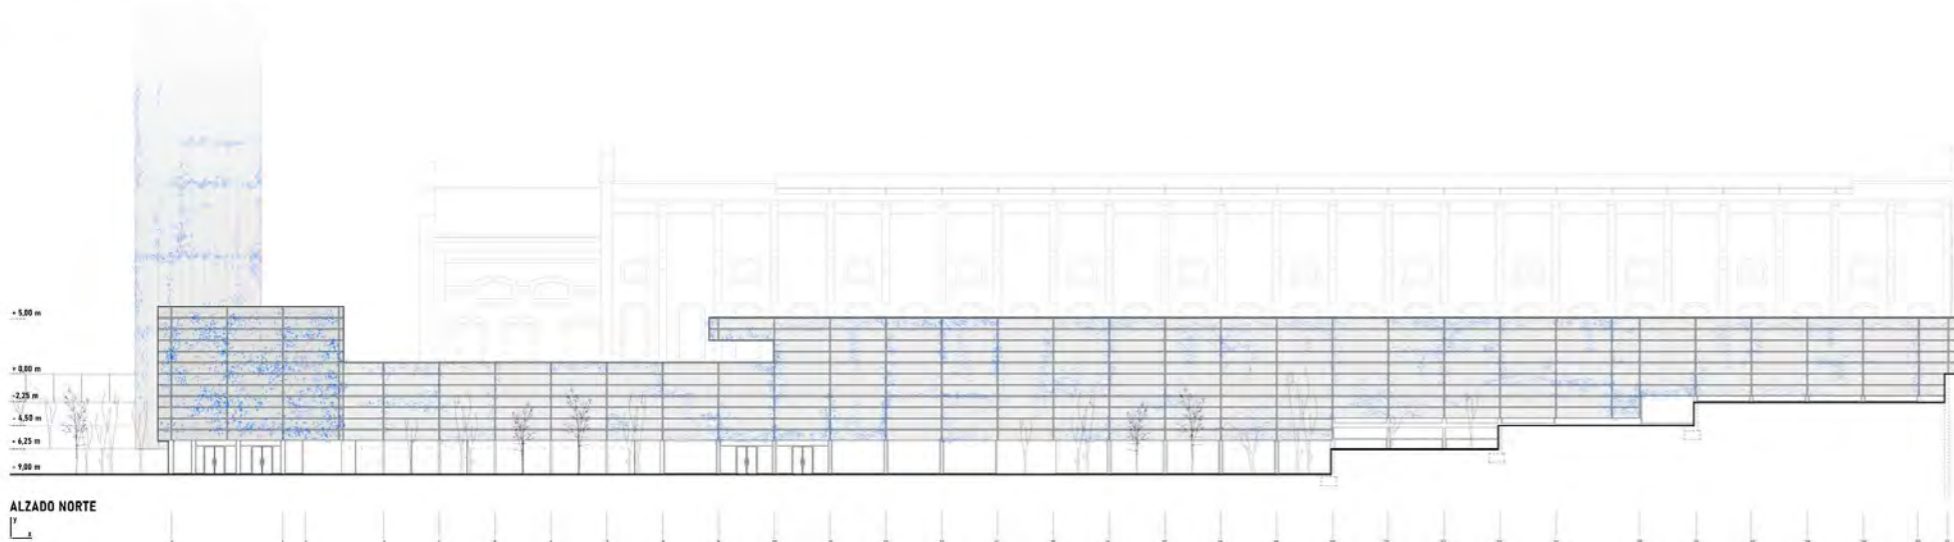 + 5,00 m
+ 0,00 m
-2,25 m
- 4,50 m
- 6,25 m
- 9,00 m
ALZADO NORTE
y
x